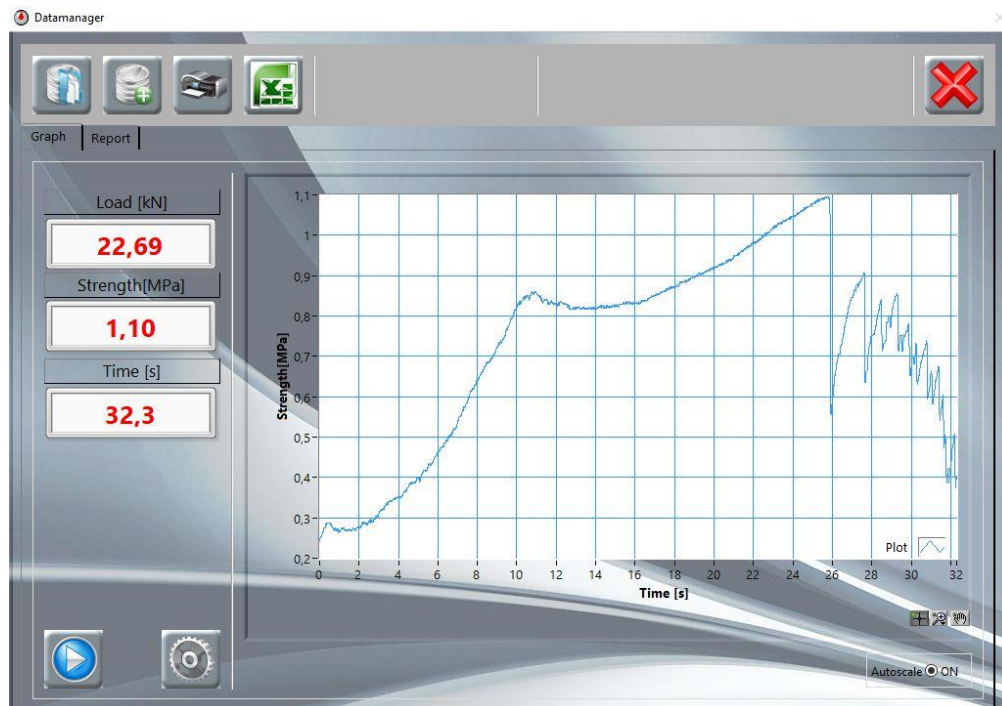 Datamanager
Graph
Report
Load [kN]
22,69
Strength[MPa]
1,10
Time [s]
32,3
Strength[MPa]
1,1
1
0,9
0,8
0,7
0,6
0,5
0,4
0,3
0,2
0 2 4 6 8 10 12 14 16 18 20 22 24 26 28 30 32
Time [s]
Plot
Autoscale ON